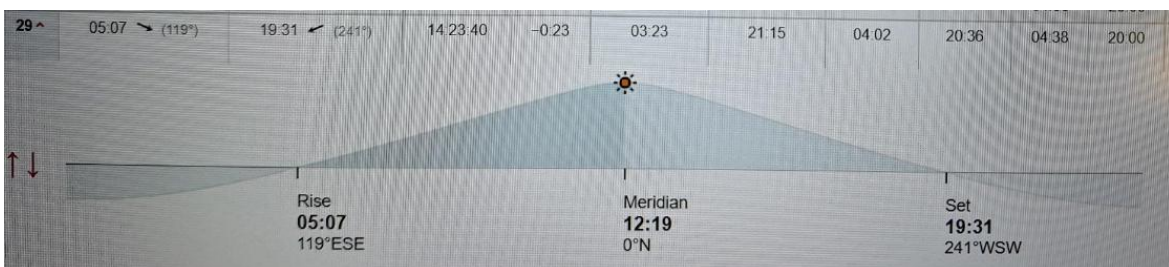 29 ^ 05:07 ↘ (119°) 19:31 ↙ (241°) 14:23:40 −0:23 03:23 21:15 04:02 20:36 04:38 20:00
↑↓
Rise Meridian Set
05:07 12:19 19:31
119°ESE 0°N 241°WSW